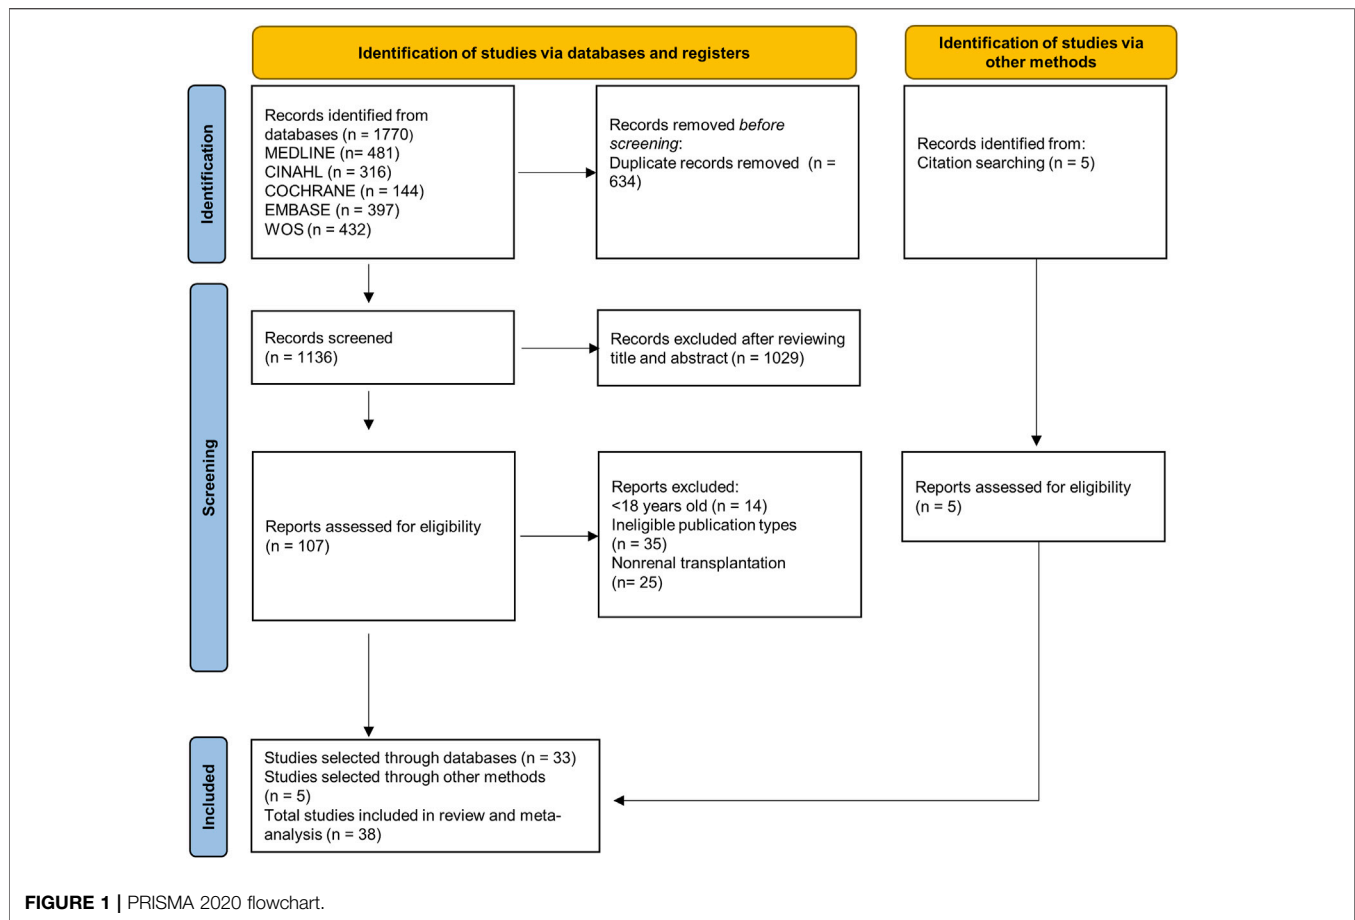 Identification of studies via databases and registers
Identification of studies via
other methods
Identification
Records identified from
databases (n = 1770)
MEDLINE (n= 481)
CINAHL (n = 316)
COCHRANE (n = 144)
EMBASE (n = 397)
WOS (n = 432)
Records removed before
screening:
Duplicate records removed (n =
634)
Records identified from:
Citation searching (n = 5)
Screening
Records screened
(n = 1136)
Records excluded after reviewing
title and abstract (n = 1029)
Reports assessed for eligibility
(n = 107)
Reports excluded:
<18 years old (n = 14)
Ineligible publication types
(n = 35)
Nonrenal transplantation
(n= 25)
Reports assessed for eligibility
(n = 5)
Included
Studies selected through databases (n = 33)
Studies selected through other methods
(n = 5)
Total studies included in review and meta-
analysis (n = 38)
FIGURE 1 | PRISMA 2020 flowchart.